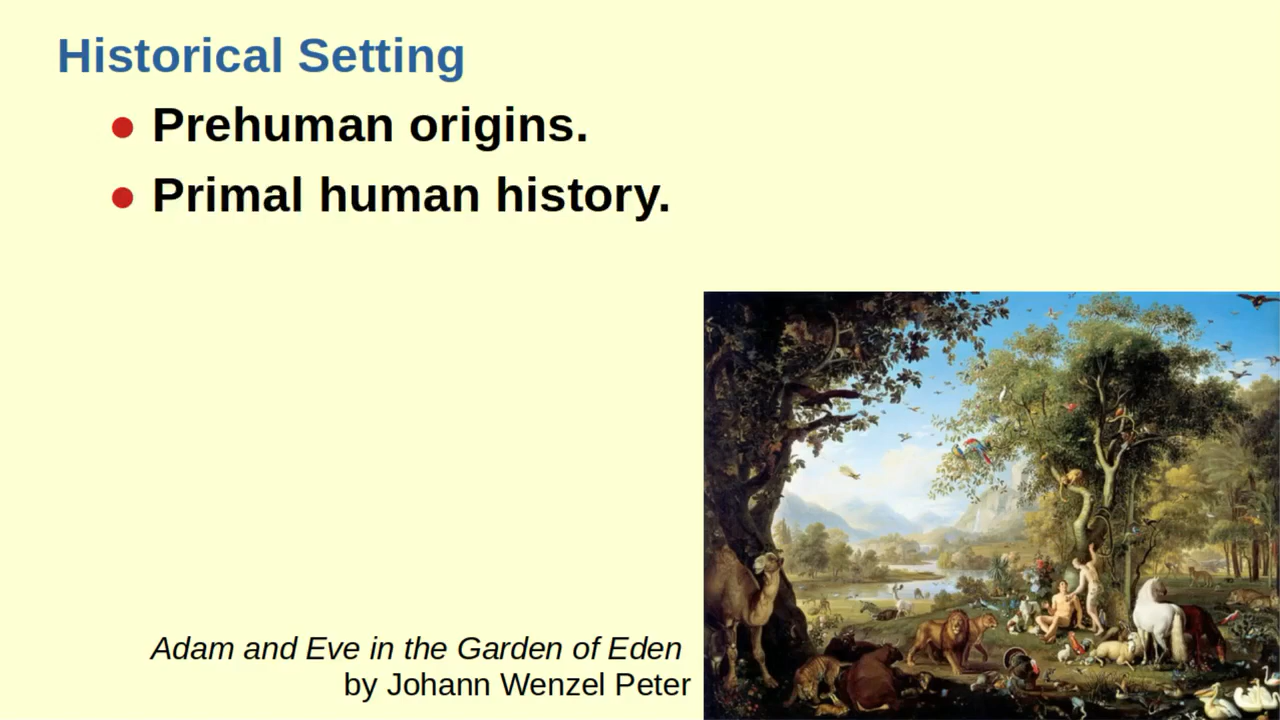 Historical Setting
● Prehuman origins.
● Primal human history.
Adam and Eve in the Garden of Eden
by Johann Wenzel Peter